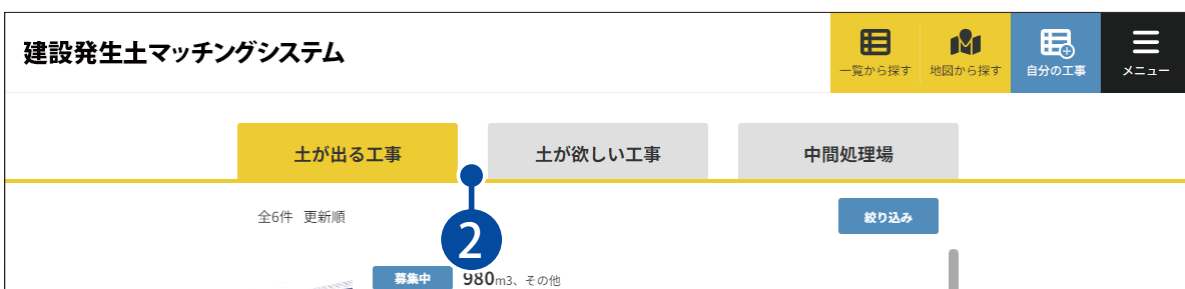 建設発生土マッチングシステム
一覧から探す 地図から探す 自分の工事 メニュー
土が出る工事 土が欲しい工事 中間処理場
全6件 更新順 絞り込み
2
募集中 980m3、その他